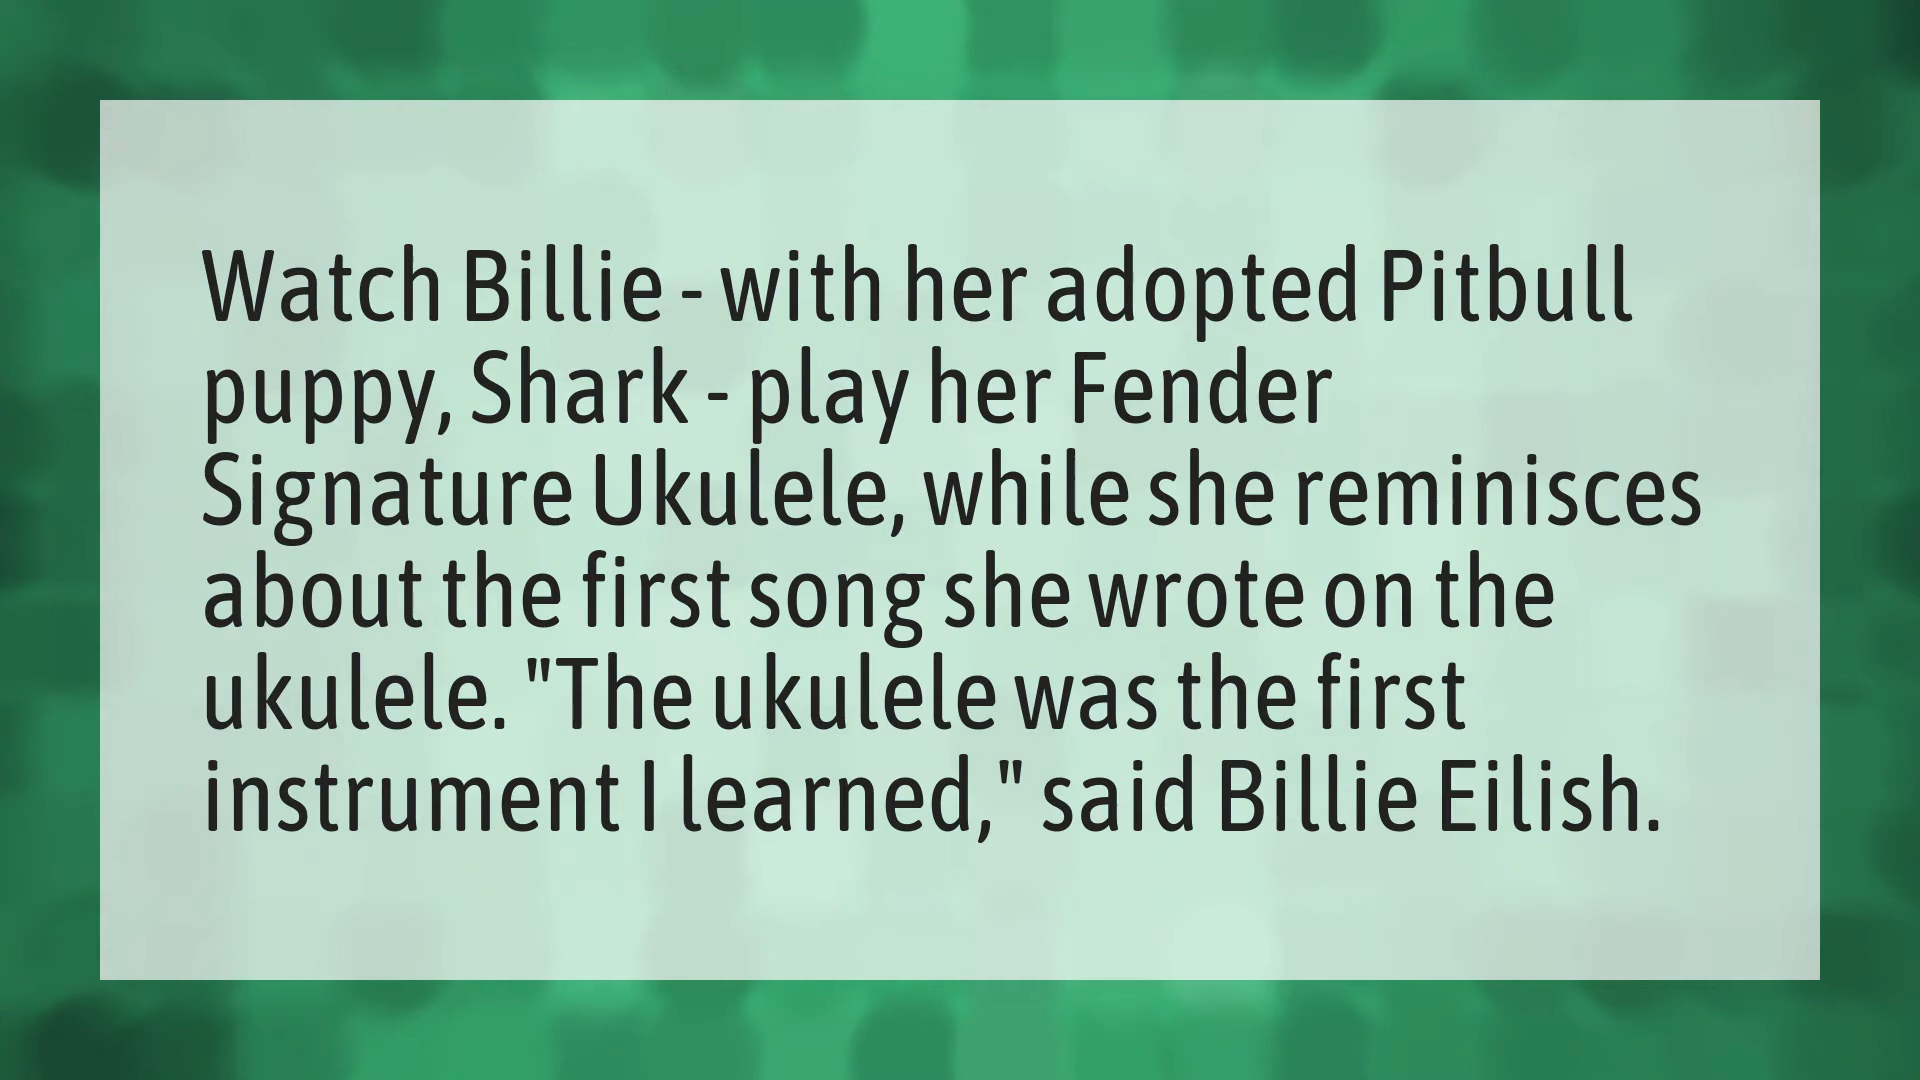 Watch Billie - with her adopted Pitbull
puppy, Shark - play her Fender
Signature Ukulele, while she reminisces
about the first song she wrote on the
ukulele. "The ukulele was the first
instrument I learned," said Billie Eilish.